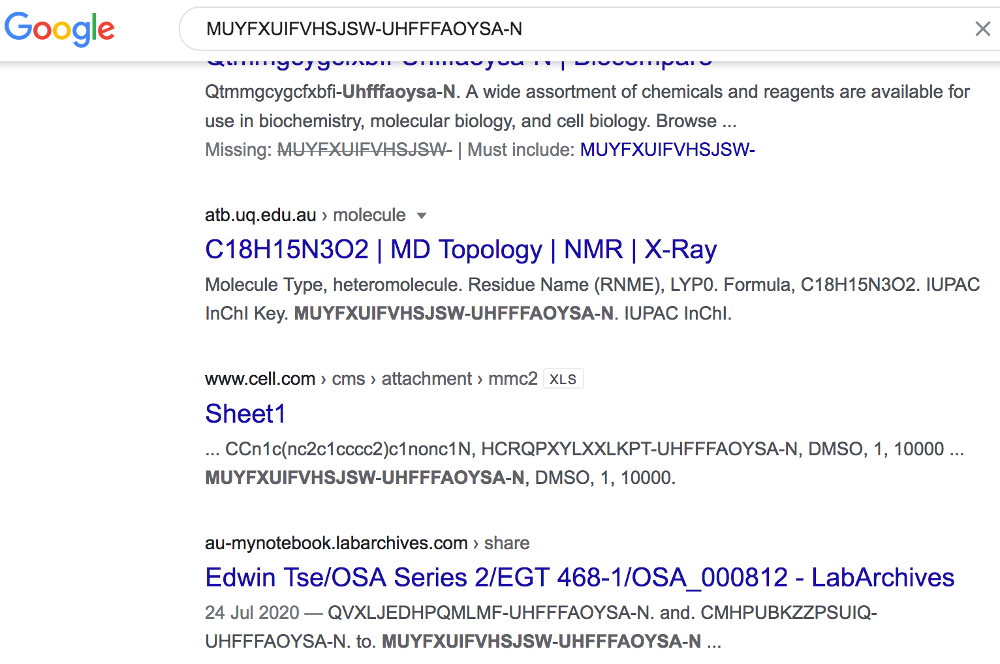 Google
MUYFXUIFVHSJSW-UHFFFAOYSA-N
Qtmmgcygcfxbfi-Uhfffaoysa-N | Biocompare
Qtmmgcygcfxbfi-Uhfffaoysa-N. A wide assortment of chemicals and reagents are available for
use in biochemistry, molecular biology, and cell biology. Browse ...
Missing: MUYFXUIFVHSJSW- | Must include: MUYFXUIFVHSJSW-
atb.uq.edu.au › molecule
C18H15N3O2 | MD Topology | NMR | X-Ray
Molecule Type, heteromolecule. Residue Name (RNME), LYP0. Formula, C18H15N3O2. IUPAC
InChI Key. MUYFXUIFVHSJSW-UHFFFAOYSA-N. IUPAC InChI.
www.cell.com › cms › attachment › mmc2 XLS
Sheet1
... CCn1c(nc2c1cccc2)c1nonc1N, HCRQPXYLXXLKPT-UHFFFAOYSA-N, DMSO, 1, 10000 ...
MUYFXUIFVHSJSW-UHFFFAOYSA-N, DMSO, 1, 10000.
au-mynotebook.labarchives.com › share
Edwin Tse/OSA Series 2/EGT 468-1/OSA_000812 - LabArchives
24 Jul 2020 — QVXLJEDHPQMLMF-UHFFFAOYSA-N. and. CMHPUBKZZPSUIQ-
UHFFFAOYSA-N. to. MUYFXUIFVHSJSW-UHFFFAOYSA-N ...